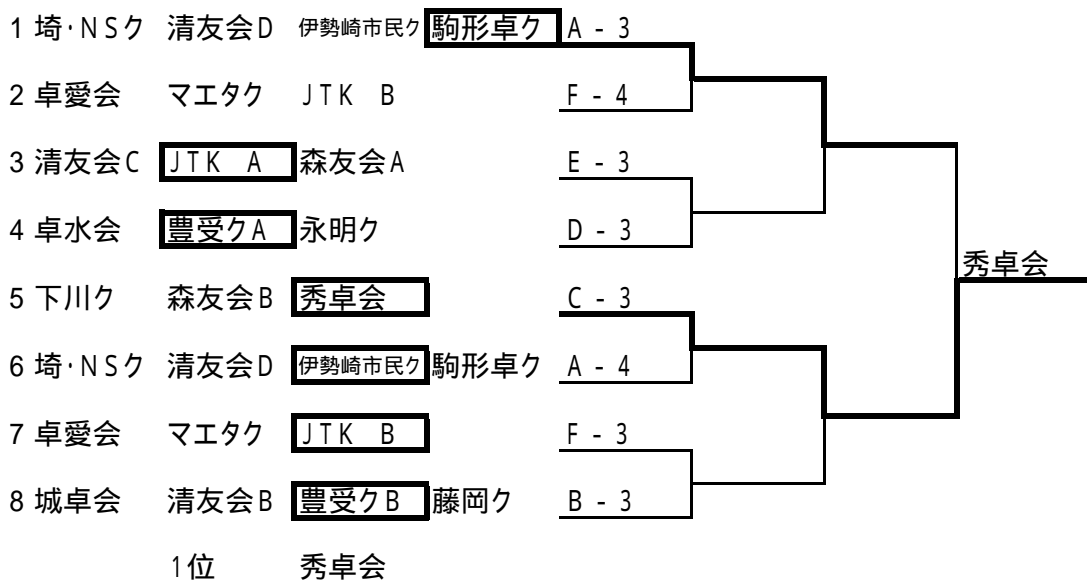 1 埼・NSク 清友会D 伊勢崎市民ク 駒形卓ク A - 3
2 卓愛会 マエタク JTK B F - 4
3 清友会C JTK A 森友会A E - 3
4 卓水会 豊受クA 永明ク D - 3
秀卓会
5 下川ク 森友会B 秀卓会 C - 3
6 埼・NSク 清友会D 伊勢崎市民ク 駒形卓ク A - 4
7 卓愛会 マエタク JTK B F - 3
8 城卓会 清友会B 豊受クB 藤岡ク B - 3
1位 秀卓会